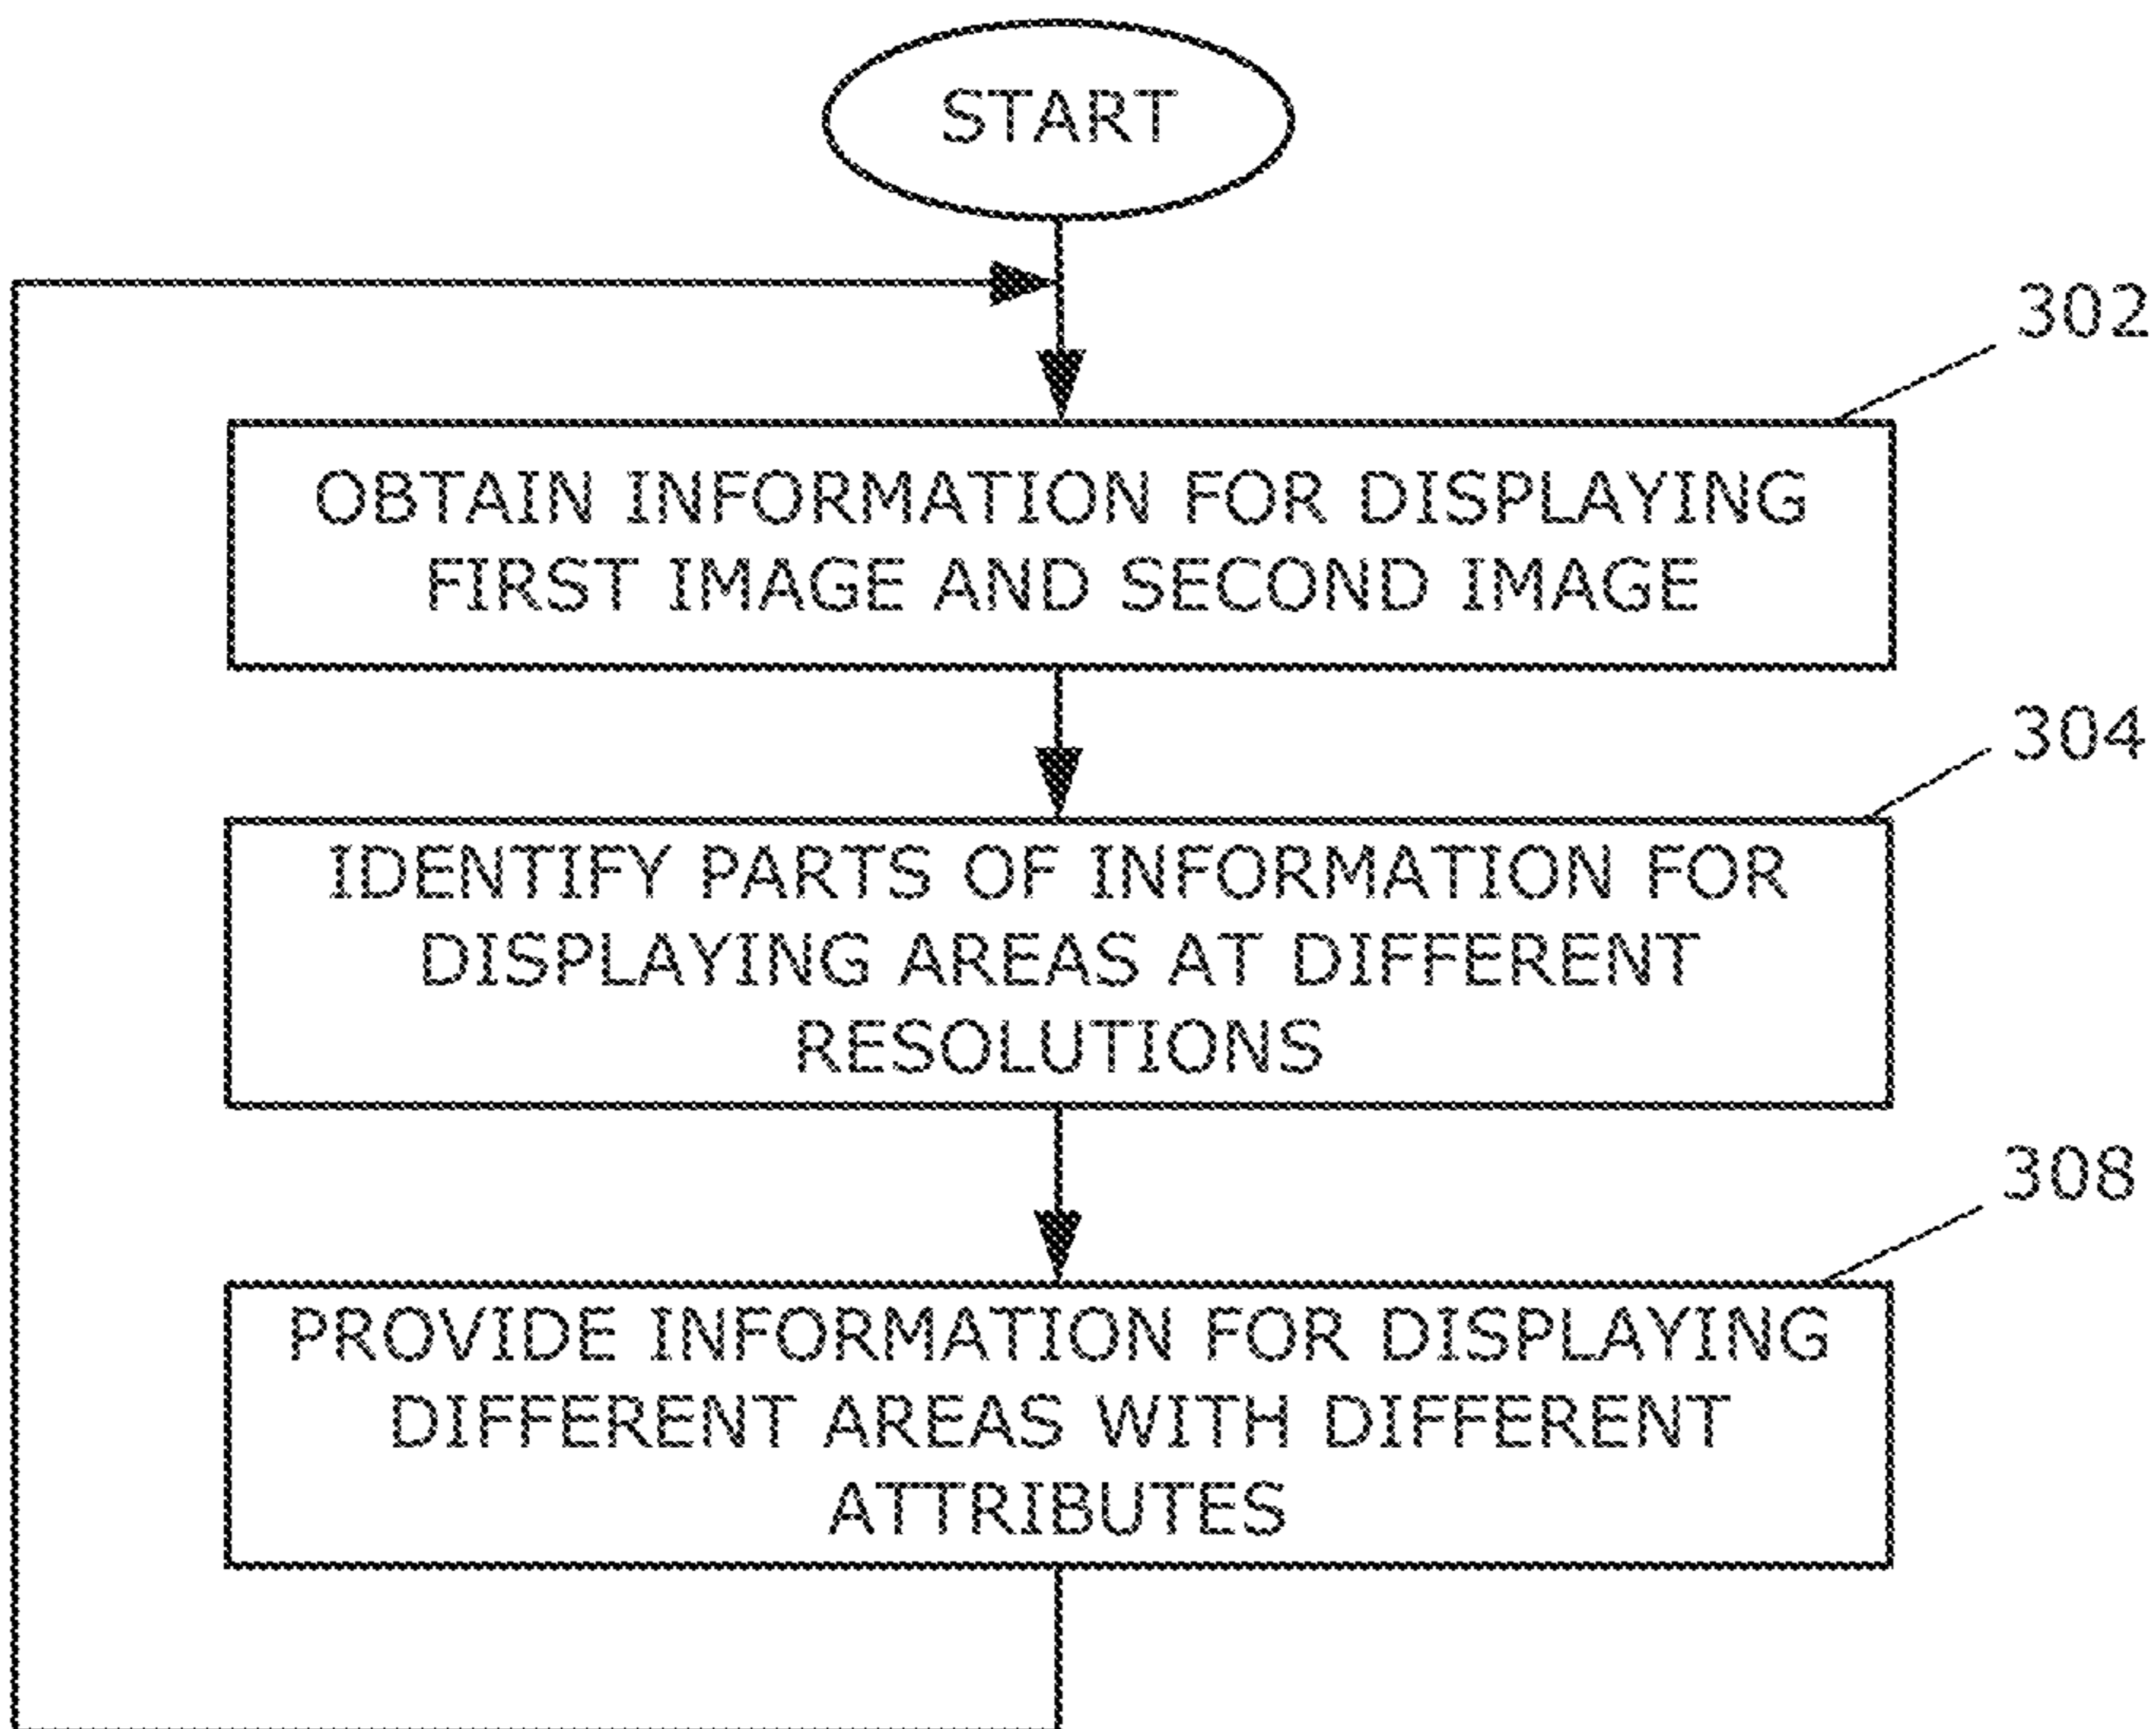 START
302
OBTAIN INFORMATION FOR DISPLAYING
FIRST IMAGE AND SECOND IMAGE
304
IDENTIFY PARTS OF INFORMATION FOR
DISPLAYING AREAS AT DIFFERENT
RESOLUTIONS
308
PROVIDE INFORMATION FOR DISPLAYING
DIFFERENT AREAS WITH DIFFERENT
ATTRIBUTES